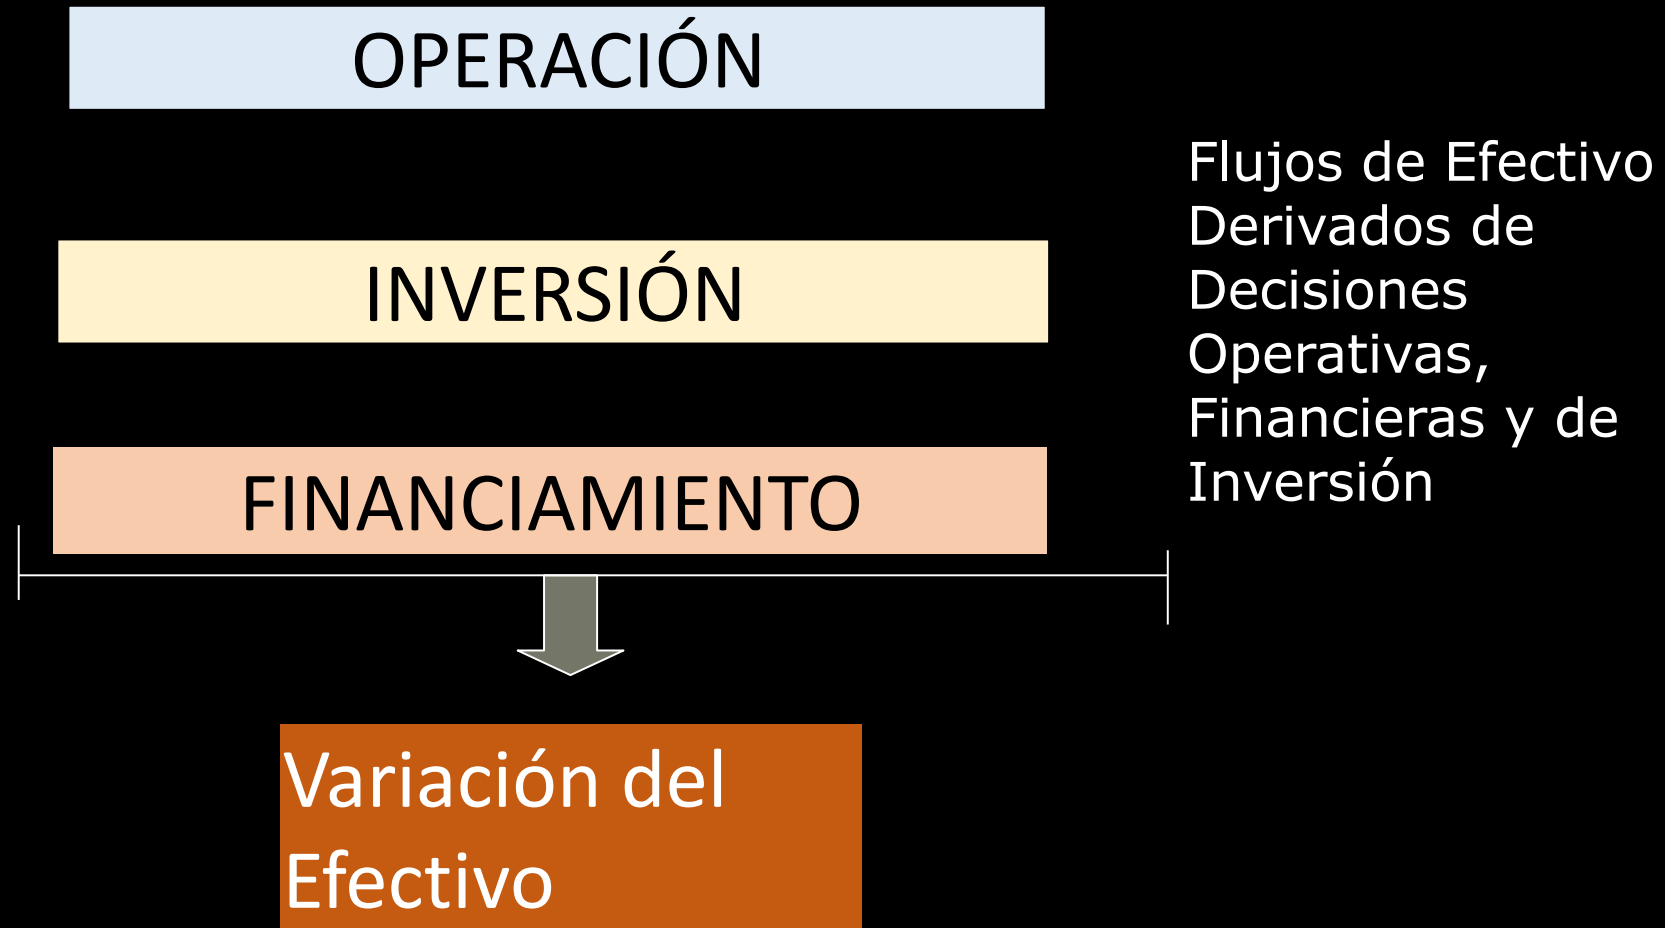 OPERACIÓN
INVERSIÓN
FINANCIAMIENTO
Flujos de Efectivo
Derivados de
Decisiones
Operativas,
Financieras y de
Inversión
Variación del
Efectivo